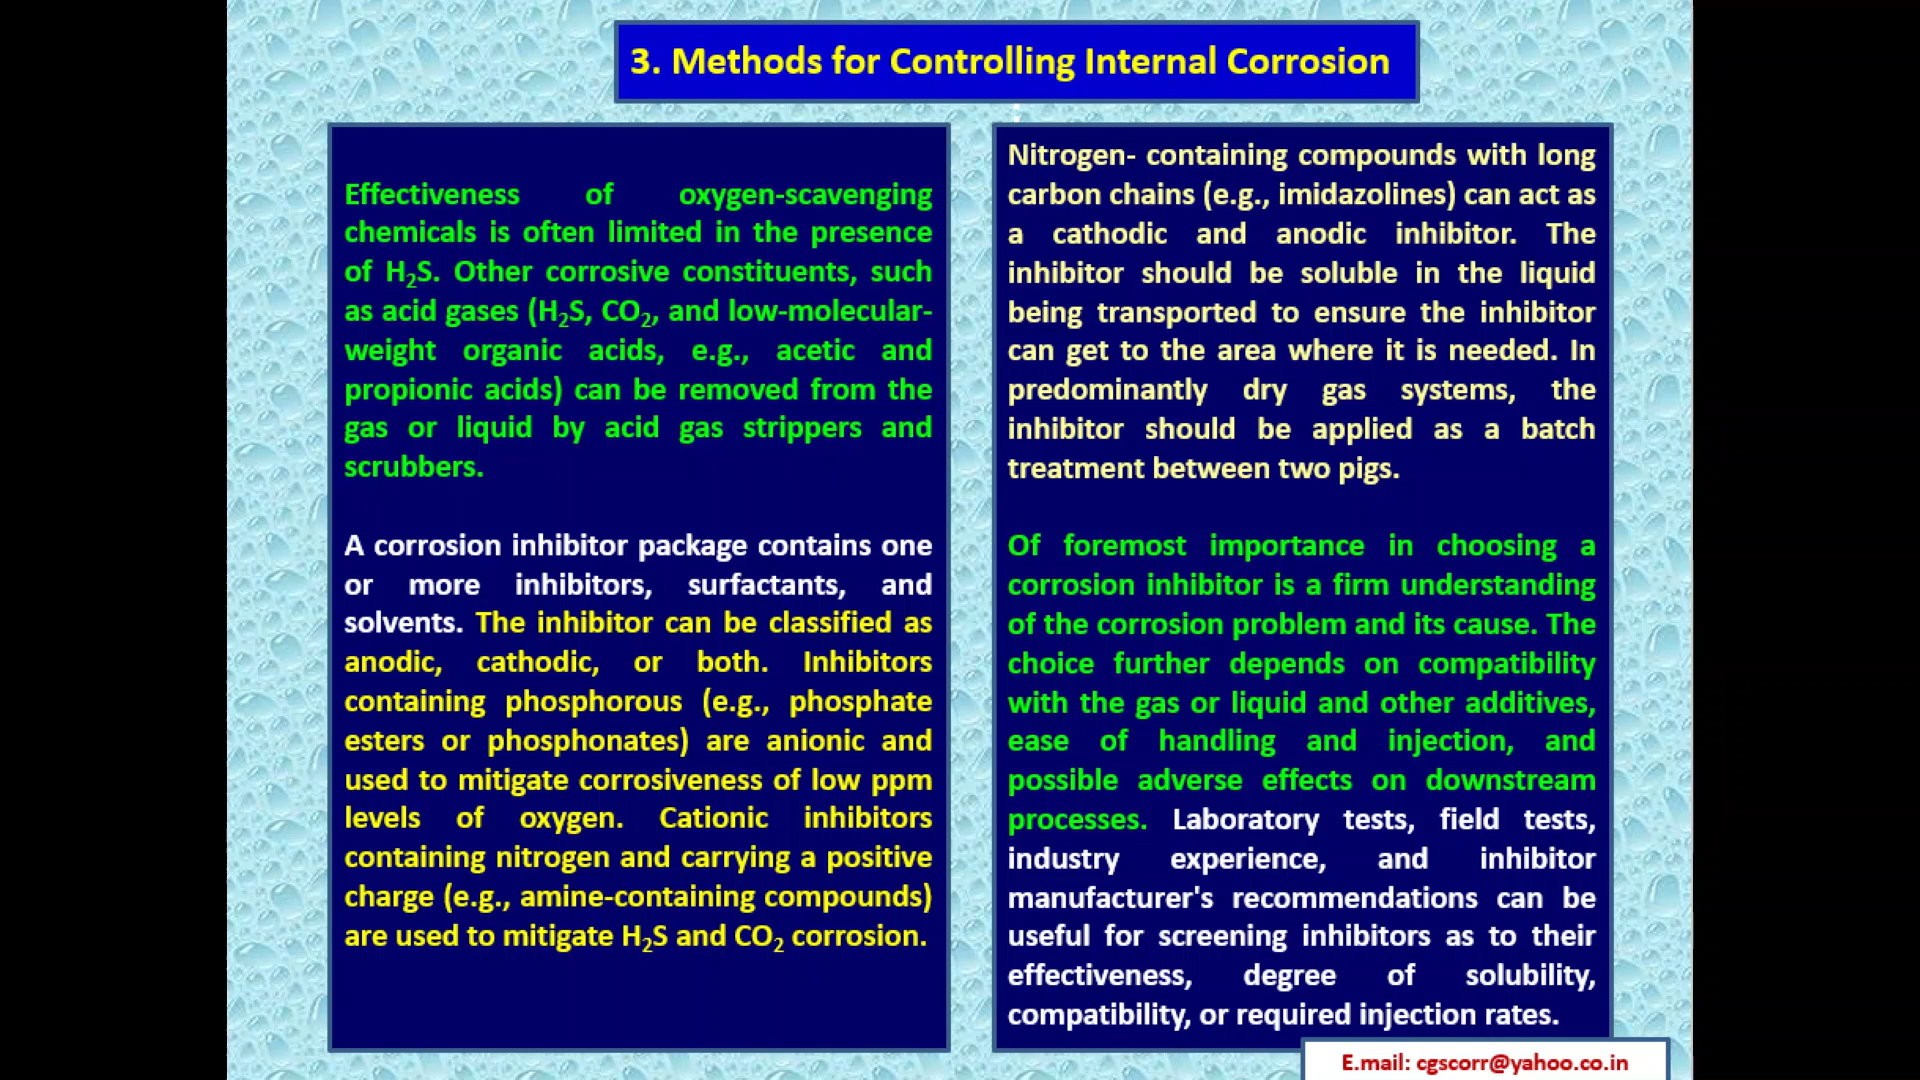 3. Methods for Controlling Internal Corrosion
Effectiveness of oxygen-scavenging
chemicals is often limited in the presence
of H₂S. Other corrosive constituents, such
as acid gases (H₂S, CO₂, and low-molecular-
weight organic acids, e.g., acetic and
propionic acids) can be removed from the
gas or liquid by acid gas strippers and
scrubbers.
A corrosion inhibitor package contains one
or more inhibitors, surfactants, and
solvents. The inhibitor can be classified as
anodic, cathodic, or both. Inhibitors
containing phosphorous (e.g., phosphate
esters or phosphonates) are anionic and
used to mitigate corrosiveness of low ppm
levels of oxygen. Cationic inhibitors
containing nitrogen and carrying a positive
charge (e.g., amine-containing compounds)
are used to mitigate H₂S and CO₂ corrosion.
Nitrogen- containing compounds with long
carbon chains (e.g., imidazolines) can act as
a cathodic and anodic inhibitor. The
inhibitor should be soluble in the liquid
being transported to ensure the inhibitor
can get to the area where it is needed. In
predominantly dry gas systems, the
inhibitor should be applied as a batch
treatment between two pigs.
Of foremost importance in choosing a
corrosion inhibitor is a firm understanding
of the corrosion problem and its cause. The
choice further depends on compatibility
with the gas or liquid and other additives,
ease of handling and injection, and
possible adverse effects on downstream
processes. Laboratory tests, field tests,
industry experience, and inhibitor
manufacturer's recommendations can be
useful for screening inhibitors as to their
effectiveness, degree of solubility,
compatibility, or required injection rates.
E.mail: cgscorr@yahoo.co.in